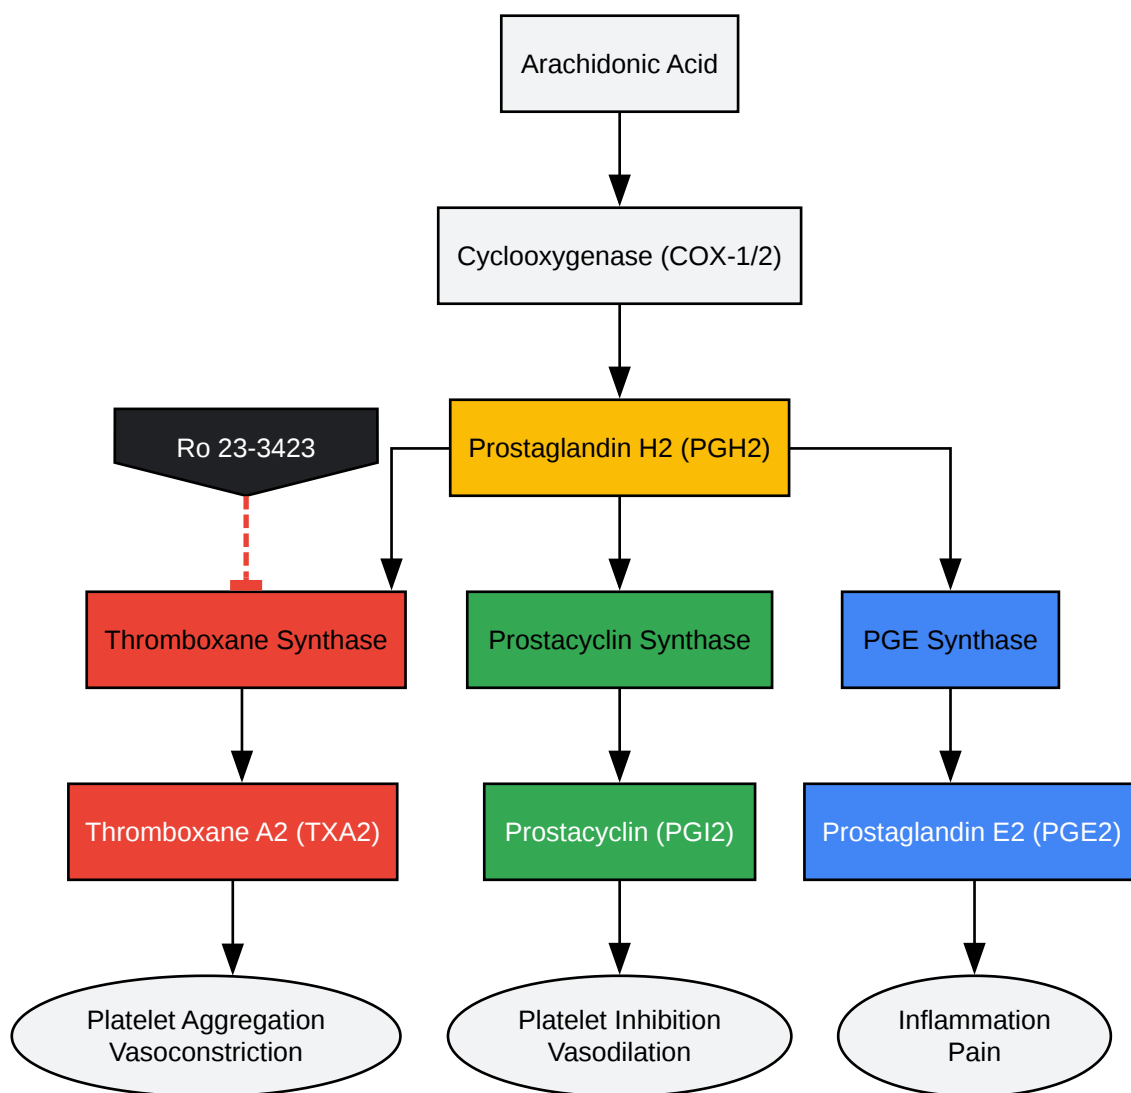 Arachidonic Acid
Cyclooxygenase (COX-1/2)
Ro 23-3423
Prostaglandin H2 (PGH2)
Thromboxane Synthase
Prostacyclin Synthase
PGE Synthase
Thromboxane A2 (TXA2)
Prostacyclin (PGI2)
Prostaglandin E2 (PGE2)
Platelet Aggregation
Vasoconstriction
Platelet Inhibition
Vasodilation
Inflammation
Pain